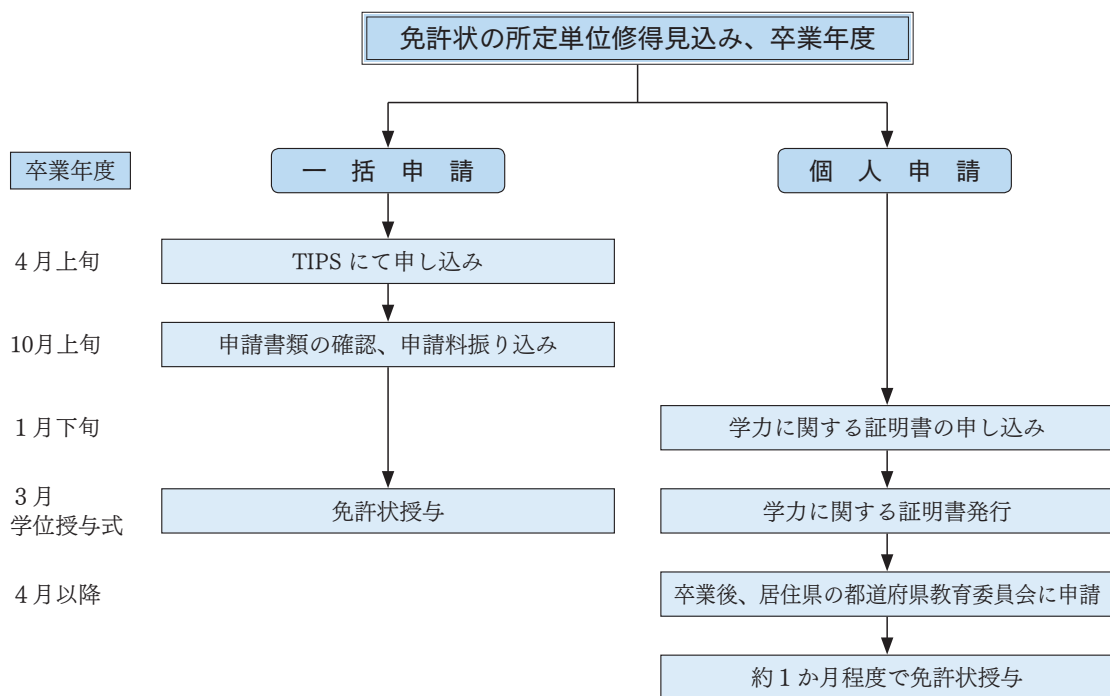 免許状の所定単位修得見込み、卒業年度
卒業年度
一括申請
個人申請
4月上旬
TIPS にて申し込み
10月上旬
申請書類の確認、申請料振り込み
1月下旬
学力に関する証明書の申し込み
3月
学位授与式
免許状授与
学力に関する証明書発行
4月以降
卒業後、居住県の都道府県教育委員会に申請
約1か月程度で免許状授与